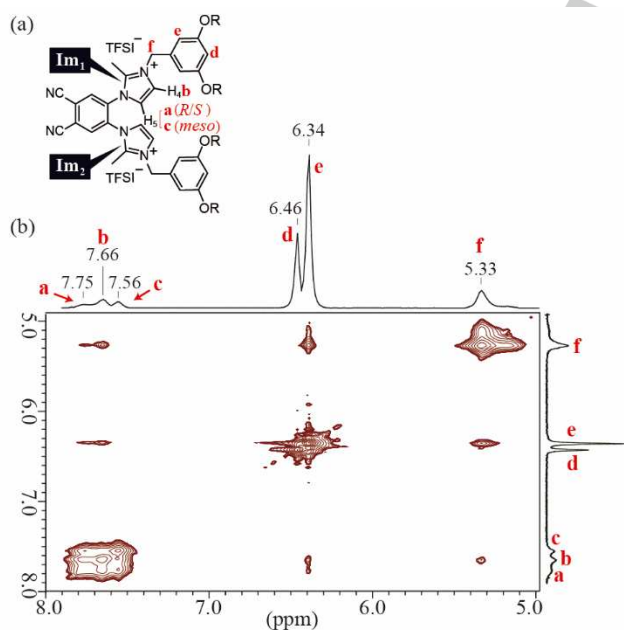 (a)
OR
TFSI−
f
e
d
Im₁
N
+
N
H₄ b
OR
NC
H₅
a (R/S)
c (meso)
NC
N
N
+
Im₂
TFSI−
OR
OR
(b)
6.34
e
6.46
d
b
7.66
7.75
7.56
a
c
f
5.33
5.0
6.0
7.0
8.0
f
e
d
c
b
a
8.0 7.0 6.0 5.0
(ppm)